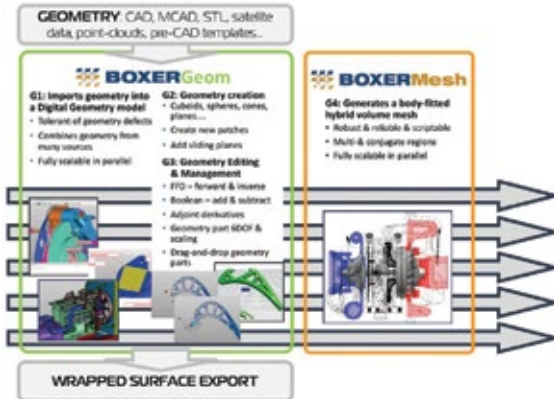 GEOMETRY: CAD, MCAD, STL, satellite
data, point-clouds, pre-CAD templates...
BOXERGeom
G1: Imports geometry into
a Digital Geometry model
• Tolerant of geometry defects
• Combines geometry from
many sources
• Fully scalable in parallel
G2: Geometry creation
• Cuboids, spheres, cones,
planes....
• Create new patches
• Add sliding planes
G3: Geometry Editing
& Management
• FFD – forward & inverse
• Boolean – add & subtract
• Adjoint derivatives
• Geometry part 6DOF &
scaling
• Drag-and-drop geometry
parts
BOXERMesh
G4: Generates a body-fitted
hybrid volume mesh
• Robust & reliable & scriptable
• Multi & conjugate regions
• Fully scalable in parallel
WRAPPED SURFACE EXPORT